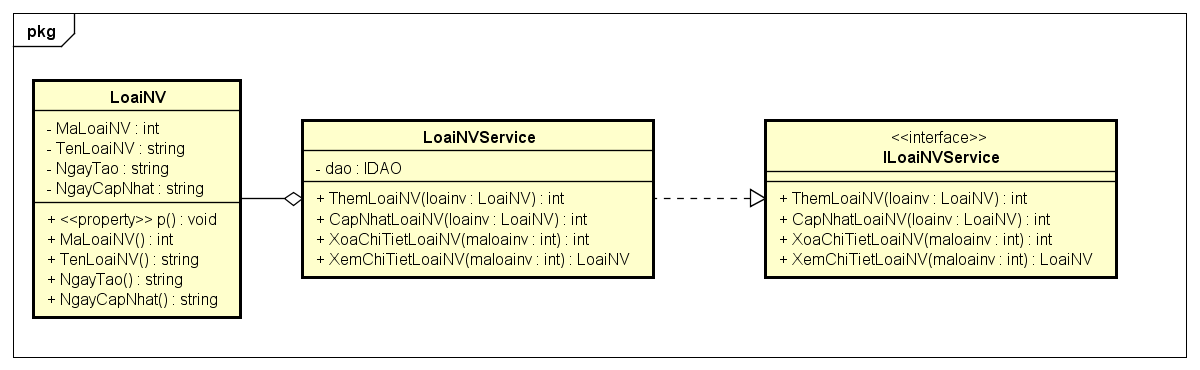 pkg
LoaiNV
- MaLoaiNV : int
- TenLoaiNV : string
- NgayTao : string
- NgayCapNhat : string
+ <<property>> p() : void
+ MaLoaiNV() : int
+ TenLoaiNV() : string
+ NgayTao() : string
+ NgayCapNhat() : string
LoaiNVService
- dao : IDAO
+ ThemLoaiNV(loainv : LoaiNV) : int
+ CapNhatLoaiNV(loainv : LoaiNV) : int
+ XoaChiTietLoaiNV(maloainv : int) : int
+ XemChiTietLoaiNV(maloainv : int) : LoaiNV
<<interface>>
ILoaiNVService
+ ThemLoaiNV(loainv : LoaiNV) : int
+ CapNhatLoaiNV(loainv : LoaiNV) : int
+ XoaChiTietLoaiNV(maloainv : int) : int
+ XemChiTietLoaiNV(maloainv : int) : LoaiNV